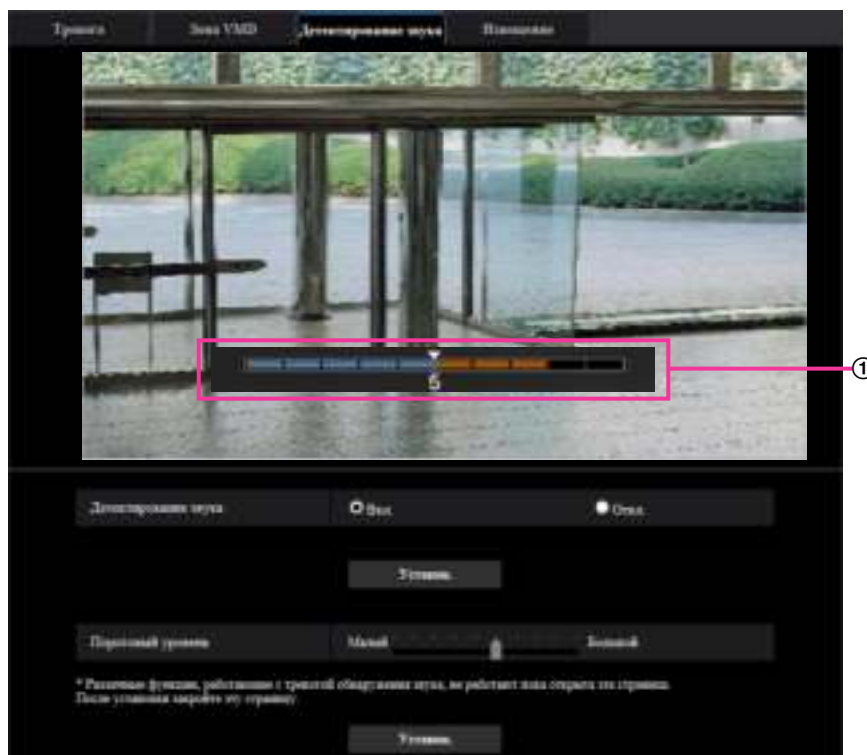 Тревога
Зона VMD
Детектирование звука
Извещение
5
①
Детектирование звука
Вкл.
Откл.
Установ.
Пороговый уровень
Малый
Большой
* Различные функции, работающие с тревогой обнаружения звука, не работают пока открыта эта страница.
После установки закройте эту страницу.
Установ.